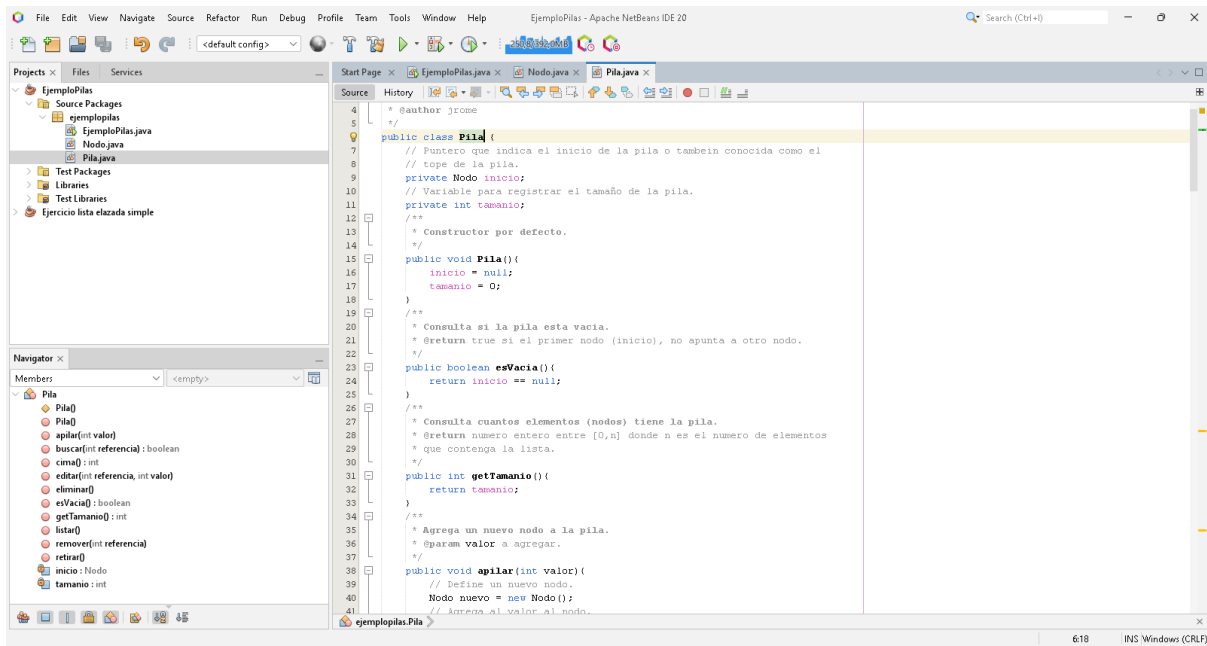 File Edit View Navigate Source Refactor Run Debug Profile Team Tools Window Help EjemploPilas - Apache NetBeans IDE 20 Search (Ctrl+I)
<default config> 250,8/392,0MB
Projects Files Services
EjemploPilas
Source Packages
ejemplopilas
EjemploPilas.java
Nodo.java
Pila.java
Test Packages
Libraries
Test Libraries
Ejercicio lista elazada simple
Navigator
Members <empty>
Pila
Pila()
Pila()
apilar(int valor)
buscar(int referencia) : boolean
cima() : int
editar(int referencia, int valor)
eliminar()
esVacia() : boolean
getTamanio() : int
listar()
remover(int referencia)
retirar()
inicio : Nodo
tamanio : int
Start Page EjemploPilas.java Nodo.java Pila.java
Source History
4 * @author jrome
5 */
public class Pila {
7 // Puntero que indica el inicio de la pila o tambein conocida como el
8 // tope de la pila.
9 private Nodo inicio;
10 // Variable para registrar el tamaño de la pila.
11 private int tamanio;
12 /**
13 * Constructor por defecto.
14 */
15 public void Pila(){
16 inicio = null;
17 tamanio = 0;
18 }
19 /**
20 * Consulta si la pila esta vacia.
21 * @return true si el primer nodo (inicio), no apunta a otro nodo.
22 */
23 public boolean esVacia(){
24 return inicio == null;
25 }
26 /**
27 * Consulta cuantos elementos (nodos) tiene la pila.
28 * @return numero entero entre [0,n] donde n es el numero de elementos
29 * que contenga la lista.
30 */
31 public int getTamanio(){
32 return tamanio;
33 }
34 /**
35 * Agrega un nuevo nodo a la pila.
36 * @param valor a agregar.
37 */
38 public void apilar(int valor){
39 // Define un nuevo nodo.
40 Nodo nuevo = new Nodo();
41 // Agrega al valor al nodo.
ejemplopilas.Pila
6:18 INS Windows (CRLF)